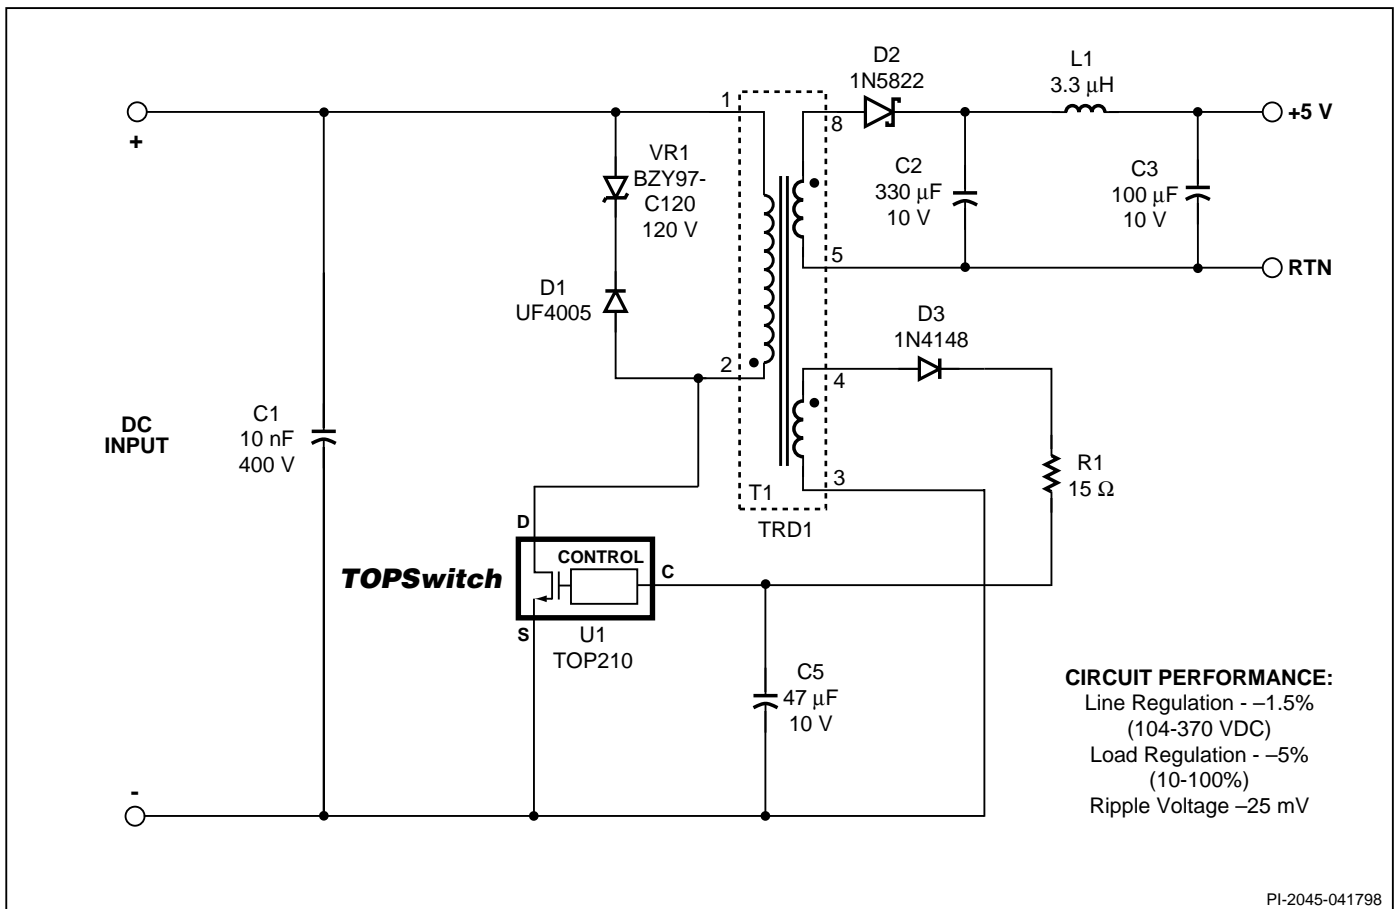 D2
1N5822
L1
3.3 µH
1
8
+5 V
+
VR1
BZY97-
C120
120 V
C2
330 µF
10 V
C3
100 µF
10 V
5
RTN
D1
UF4005
D3
1N4148
2
4
DC
INPUT
C1
10 nF
400 V
R1
15 Ω
3
T1
TRD1
D
CONTROL
C
TOPSwitch
S
U1
TOP210
C5
47 µF
10 V
CIRCUIT PERFORMANCE:
Line Regulation - –1.5%
(104-370 VDC)
Load Regulation - –5%
(10-100%)
Ripple Voltage –25 mV
-
PI-2045-041798